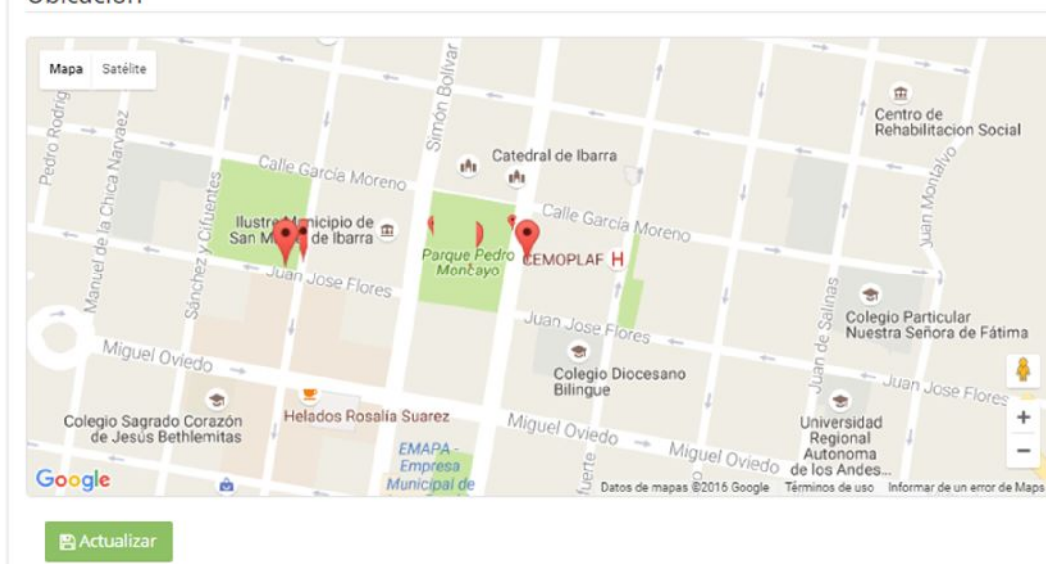 Ubicación
Mapa Satélite
Pedro Rodríg
Manuel de la Chica Narvaez
Sánchez y Cifuentes
Simón Bolívar
Calle García Moreno
Catedral de Ibarra
Centro de
Rehabilitacion Social
Juan Montalvo
Ilustre Municipio de
San M de Ibarra
Calle García Moreno
Parque Pedro
Moncayo
CEMOPLAF H
Juan Jose Flores
Juan Jose Flores
Juan de Salinas
Colegio Particular
Nuestra Señora de Fátima
Miguel Oviedo
Colegio Diocesano
Bilingue
Juan Jose Flores
Colegio Sagrado Corazón
de Jesús Bethlemitas
Helados Rosalía Suarez
Miguel Oviedo
Miguel Oviedo
Universidad
Regional
Autonoma
de los Andes...
EMAPA -
Empresa
Municipal de
fuerte
+
−
Google
Datos de mapas ©2016 Google Términos de uso Informar de un error de Maps
Actualizar